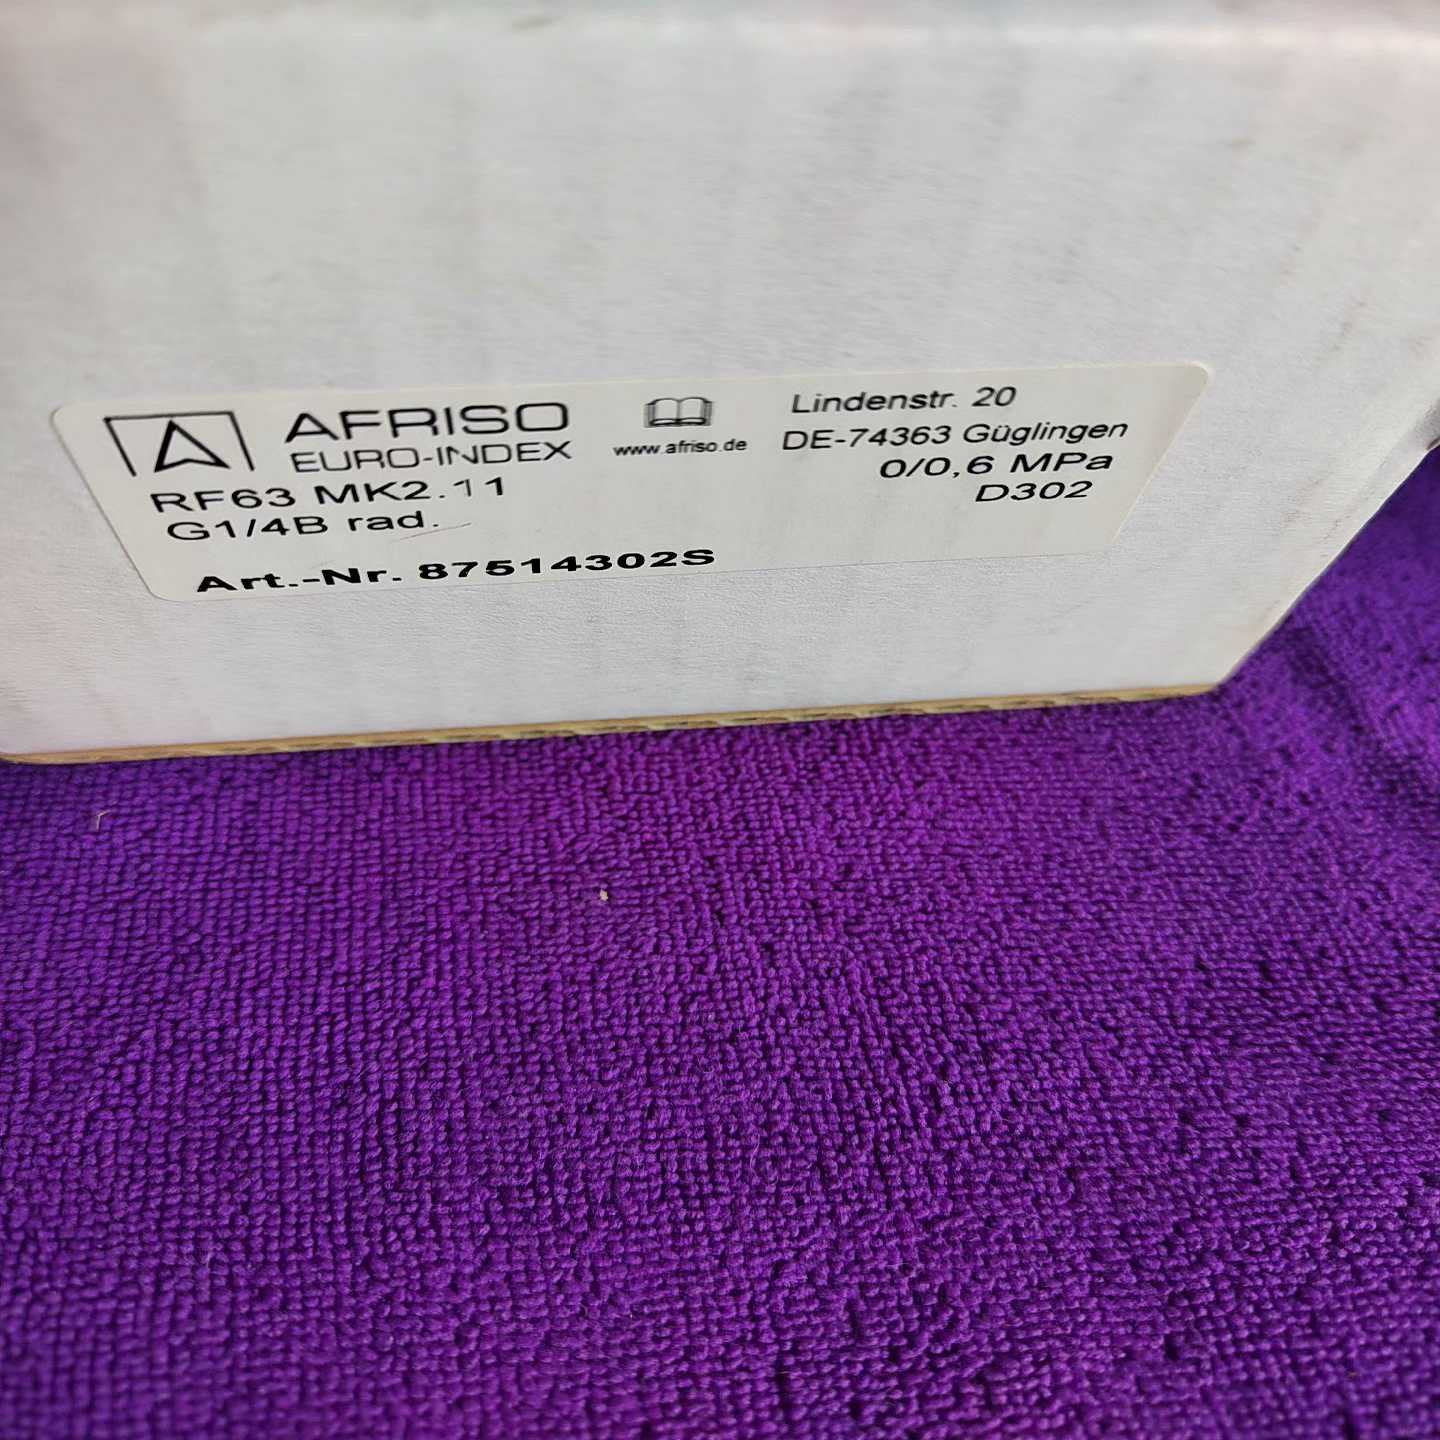 AFRISO
EURO-INDEX
www.afriso.de
Lindenstr. 20
DE-74363 Güglingen
RF63 MK2.11
0/0,6 MPa
G1/4B rad.
D302
Art.-Nr. 87514302S